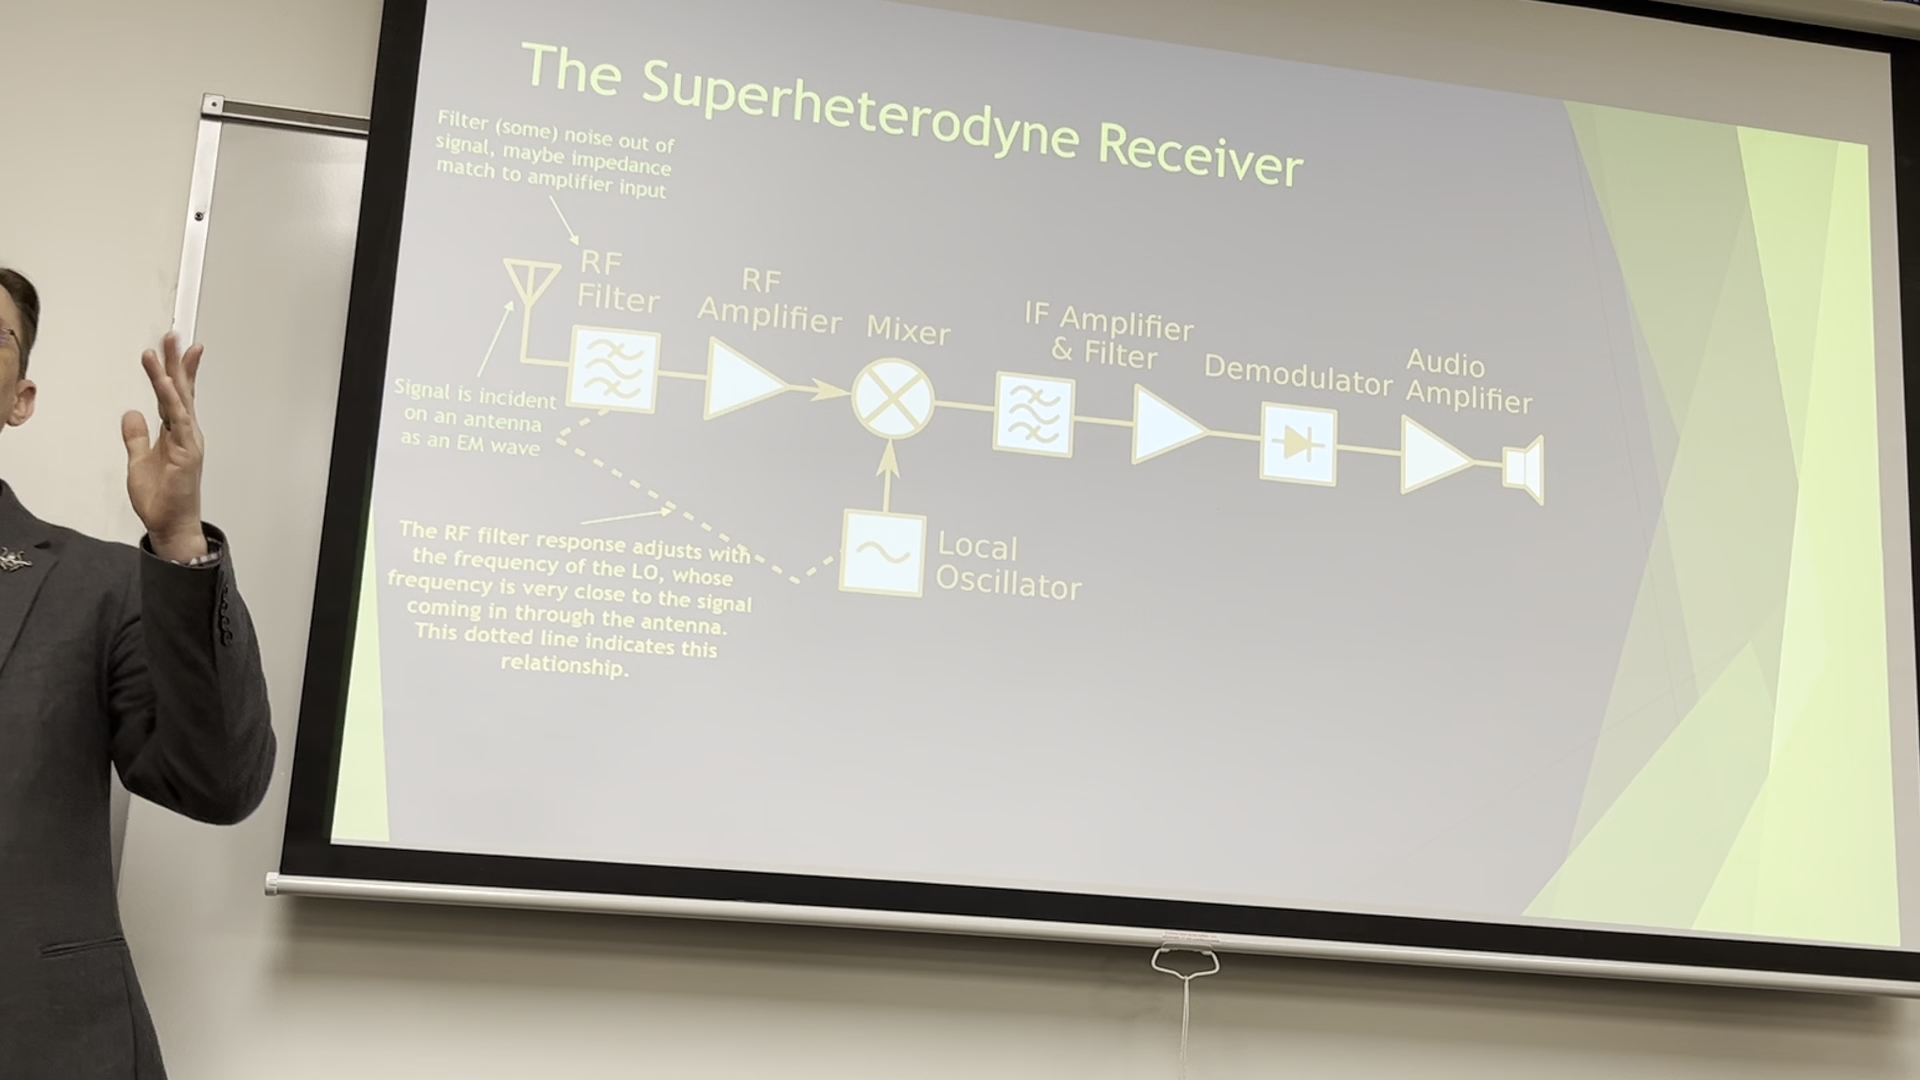 The Superheterodyne Receiver
Filter (some) noise out of
signal, maybe impedance
match to amplifier input
RF
Filter
RF
Amplifier
Mixer
IF Amplifier
& Filter
Demodulator
Audio
Amplifier
Signal is incident
on an antenna
as an EM wave
Local
Oscillator
The RF filter response adjusts with
the frequency of the LO, whose
frequency is very close to the signal
coming in through the antenna.
This dotted line indicates this
relationship.